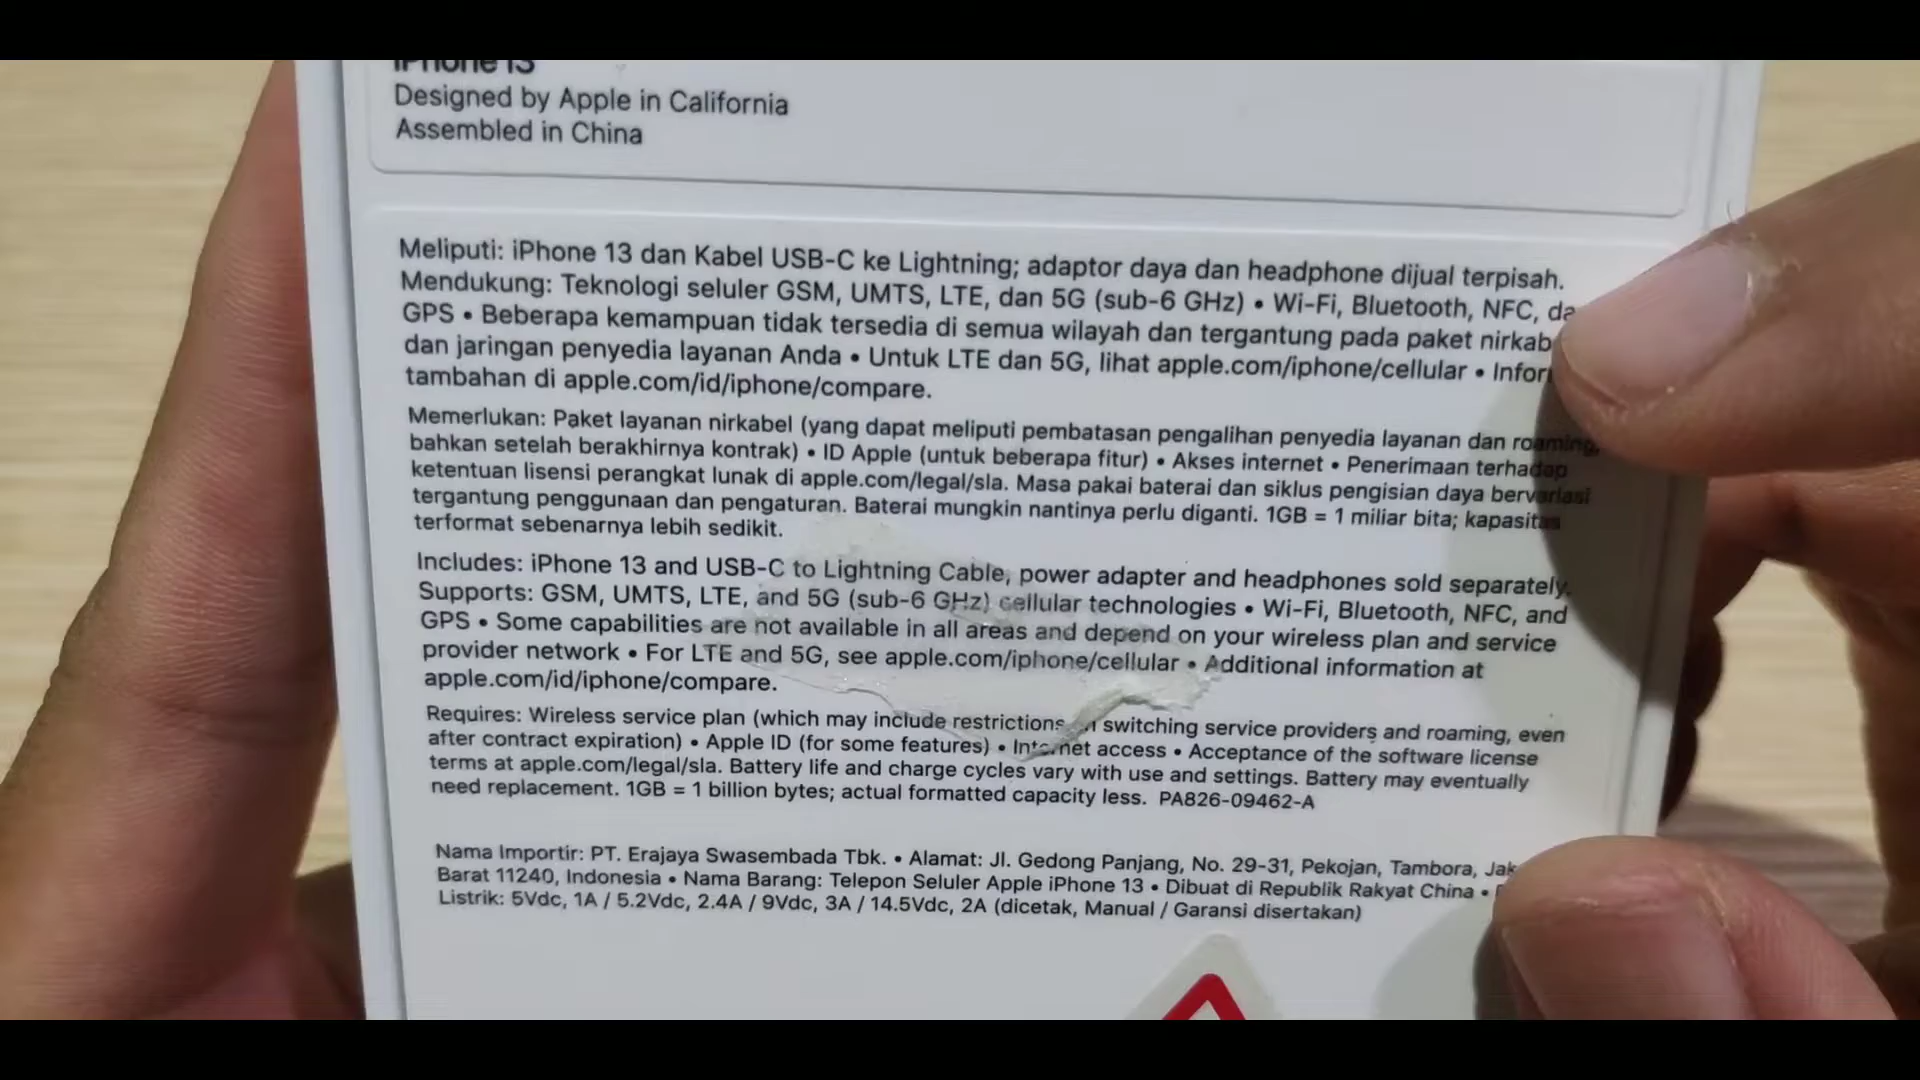 iPhone 13
Designed by Apple in California
Assembled in China
Meliputi: iPhone 13 dan Kabel USB-C ke Lightning; adaptor daya dan headphone dijual terpisah.
Mendukung: Teknologi seluler GSM, UMTS, LTE, dan 5G (sub-6 GHz) • Wi-Fi, Bluetooth, NFC,
GPS • Beberapa kemampuan tidak tersedia di semua wilayah dan tergantung pada paket
dan jaringan penyedia layanan Anda • Untuk LTE dan 5G, lihat apple.com/iphone/cellular •
tambahan di apple.com/id/iphone/compare.
Memerlukan: Paket layanan nirkabel (yang dapat meliputi pembatasan pengalihan penyedia layanan dan roaming,
bahkan setelah berakhirnya kontrak) • ID Apple (untuk beberapa fitur) • Akses internet • Penerimaan terhadap
ketentuan lisensi perangkat lunak di apple.com/legal/sla. Masa pakai baterai dan siklus pengisian daya bervariasi
tergantung penggunaan dan pengaturan. Baterai mungkin nantinya perlu diganti. 1GB = 1 miliar bita; kapasitas
terformat sebenarnya lebih sedikit.
Includes: iPhone 13 and USB-C to Lightning Cable, power adapter and headphones sold separately.
Supports: GSM, UMTS, LTE, and 5G (sub-6 GHz) cellular technologies • Wi-Fi, Bluetooth, NFC, and
GPS • Some capabilities are not available in all areas and depend on your wireless plan and service
provider network • For LTE and 5G, see apple.com/iphone/cellular • Additional information at
apple.com/id/iphone/compare.
Requires: Wireless service plan (which may include restrictions switching service providers and roaming, even
after contract expiration) • Apple ID (for some features) • Internet access • Acceptance of the software license
terms at apple.com/legal/sla. Battery life and charge cycles vary with use and settings. Battery may eventually
need replacement. 1GB = 1 billion bytes; actual formatted capacity less. PA826-09462-A
Nama Importir: PT. Erajaya Swasembada Tbk. • Alamat: Jl. Gedong Panjang, No. 29-31, Pekojan, Tambora,
Barat 11240, Indonesia • Nama Barang: Telepon Seluler Apple iPhone 13 • Dibuat di Republik Rakyat China •
Listrik: 5Vdc, 1A / 5.2Vdc, 2.4A / 9Vdc, 3A / 14.5Vdc, 2A (dicetak, Manual / Garansi disertakan)